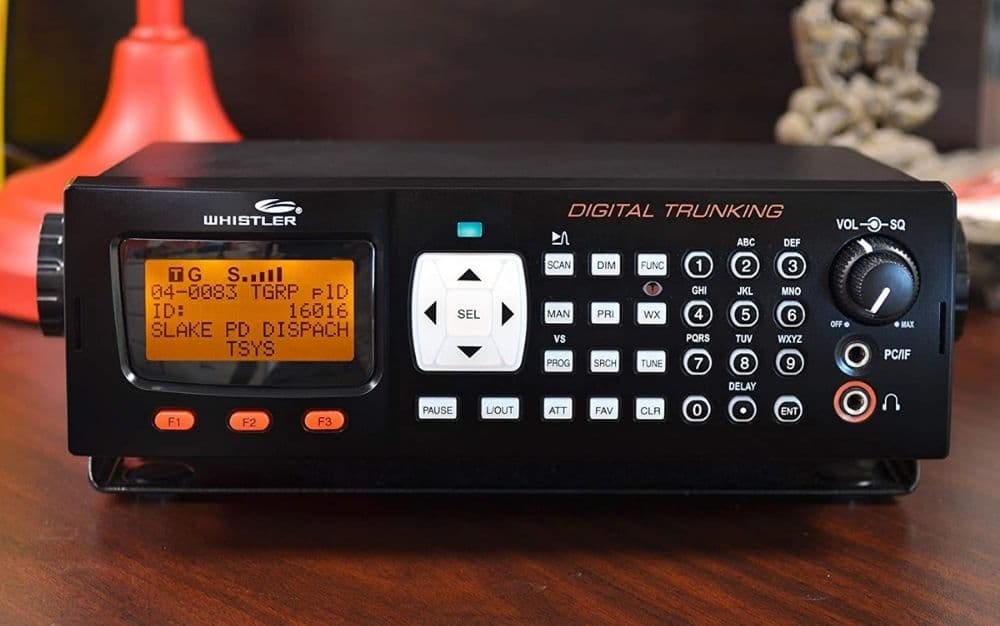 WHISTLER®
DIGITAL TRUNKING
VOL SQ
T G S
04-0083 TGRP p1D
ID: 16016
SLAKE PD DISPACH
TSYS
F1 F2 F3
SEL
ABC DEF
SCAN DIM FUNC 1 2 3
GHI JKL MNO
MAN PRI WX 4 5 6
VS PQRS TUV WXYZ
PROG SRCH TUNE 7 8 9
DELAY
PAUSE L/OUT ATT FAV CLR 0 • ENT
OFF MAX
PC/IF